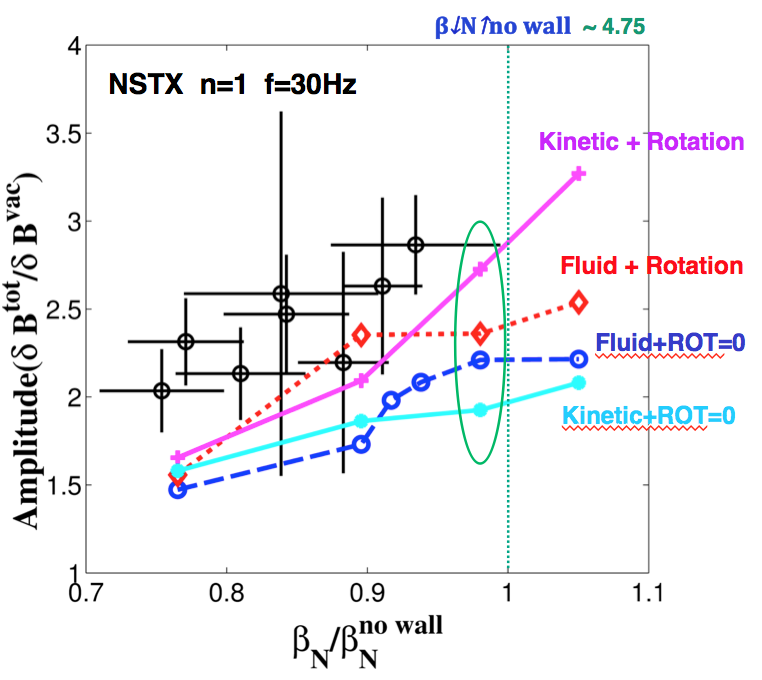 β↓N↑no wall ~ 4.75
4
NSTX n=1 f=30Hz
3.5
Kinetic + Rotation
3
Fluid + Rotation
2.5
Fluid+ROT=0
2
Kinetic+ROT=0
1.5
1
0.7 0.8 0.9 1 1.1
Amplitude(δ B^tot/δ B^vac)
β_N/β_N^no wall